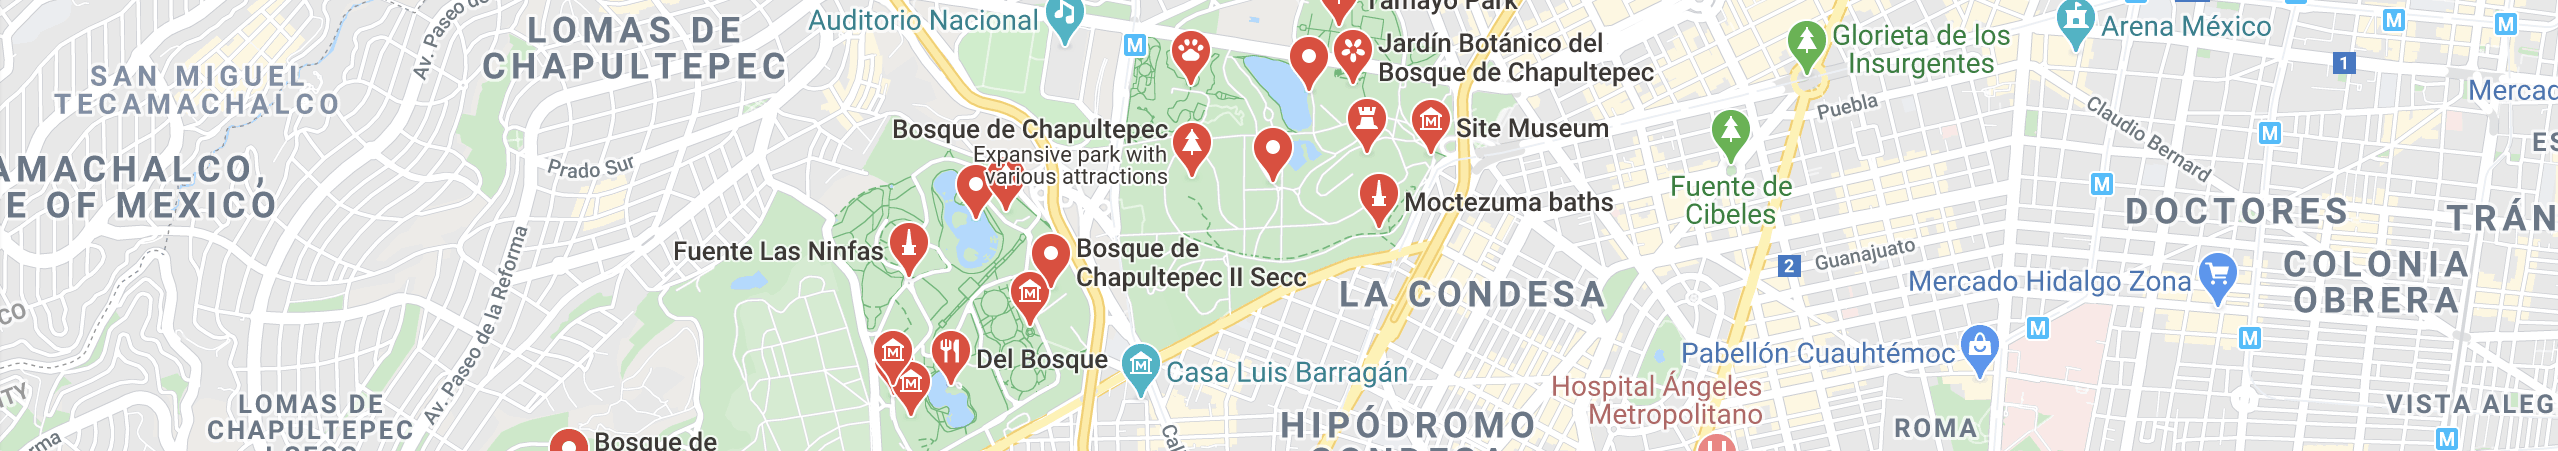 Av. Paseo de
LOMAS DE
CHAPULTEPEC
SAN MIGUEL
TECAMACHALCO
AMACHALCO,
E OF MEXICO
Prado Sur
Av. Paseo de la Reforma
CO
LOMAS DE
CHAPULTEPEC
Auditorio Nacional
M
Tamayo Park
Jardín Botánico del
Bosque de Chapultepec
Bosque de Chapultepec
Expansive park with
various attractions
Site Museum
Moctezuma baths
Fuente Las Ninfas
Bosque de
Chapultepec II Secc
Del Bosque
Bosque de
Casa Luis Barragán
LA CONDESA
HIPÓDROMO
CONDESA
Hospital Ángeles
Metropolitano
Glorieta de los
Insurgentes
Puebla
Fuente de
Cibeles
2
Guanajuato
Mercado Hidalgo Zona
Pabellón Cuauhtémoc
ROMA
Arena México
M
M
1
Mercad
Claudio Bernard
M
M
DOCTORES
TRÁN
COLONIA
OBRERA
M
M
VISTA ALEG
M